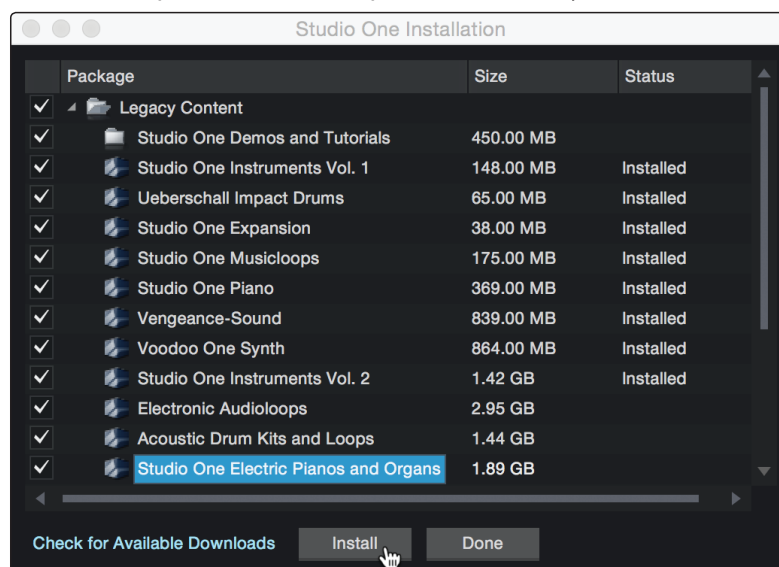 Studio One Installation
Package Size Status
Legacy Content
Studio One Demos and Tutorials 450.00 MB
Studio One Instruments Vol. 1 148.00 MB Installed
Ueberschall Impact Drums 65.00 MB Installed
Studio One Expansion 38.00 MB Installed
Studio One Musicloops 175.00 MB Installed
Studio One Piano 369.00 MB Installed
Vengeance-Sound 839.00 MB Installed
Voodoo One Synth 864.00 MB Installed
Studio One Instruments Vol. 2 1.42 GB Installed
Electronic Audioloops 2.95 GB
Acoustic Drum Kits and Loops 1.44 GB
Studio One Electric Pianos and Organs 1.89 GB
Check for Available Downloads Install Done